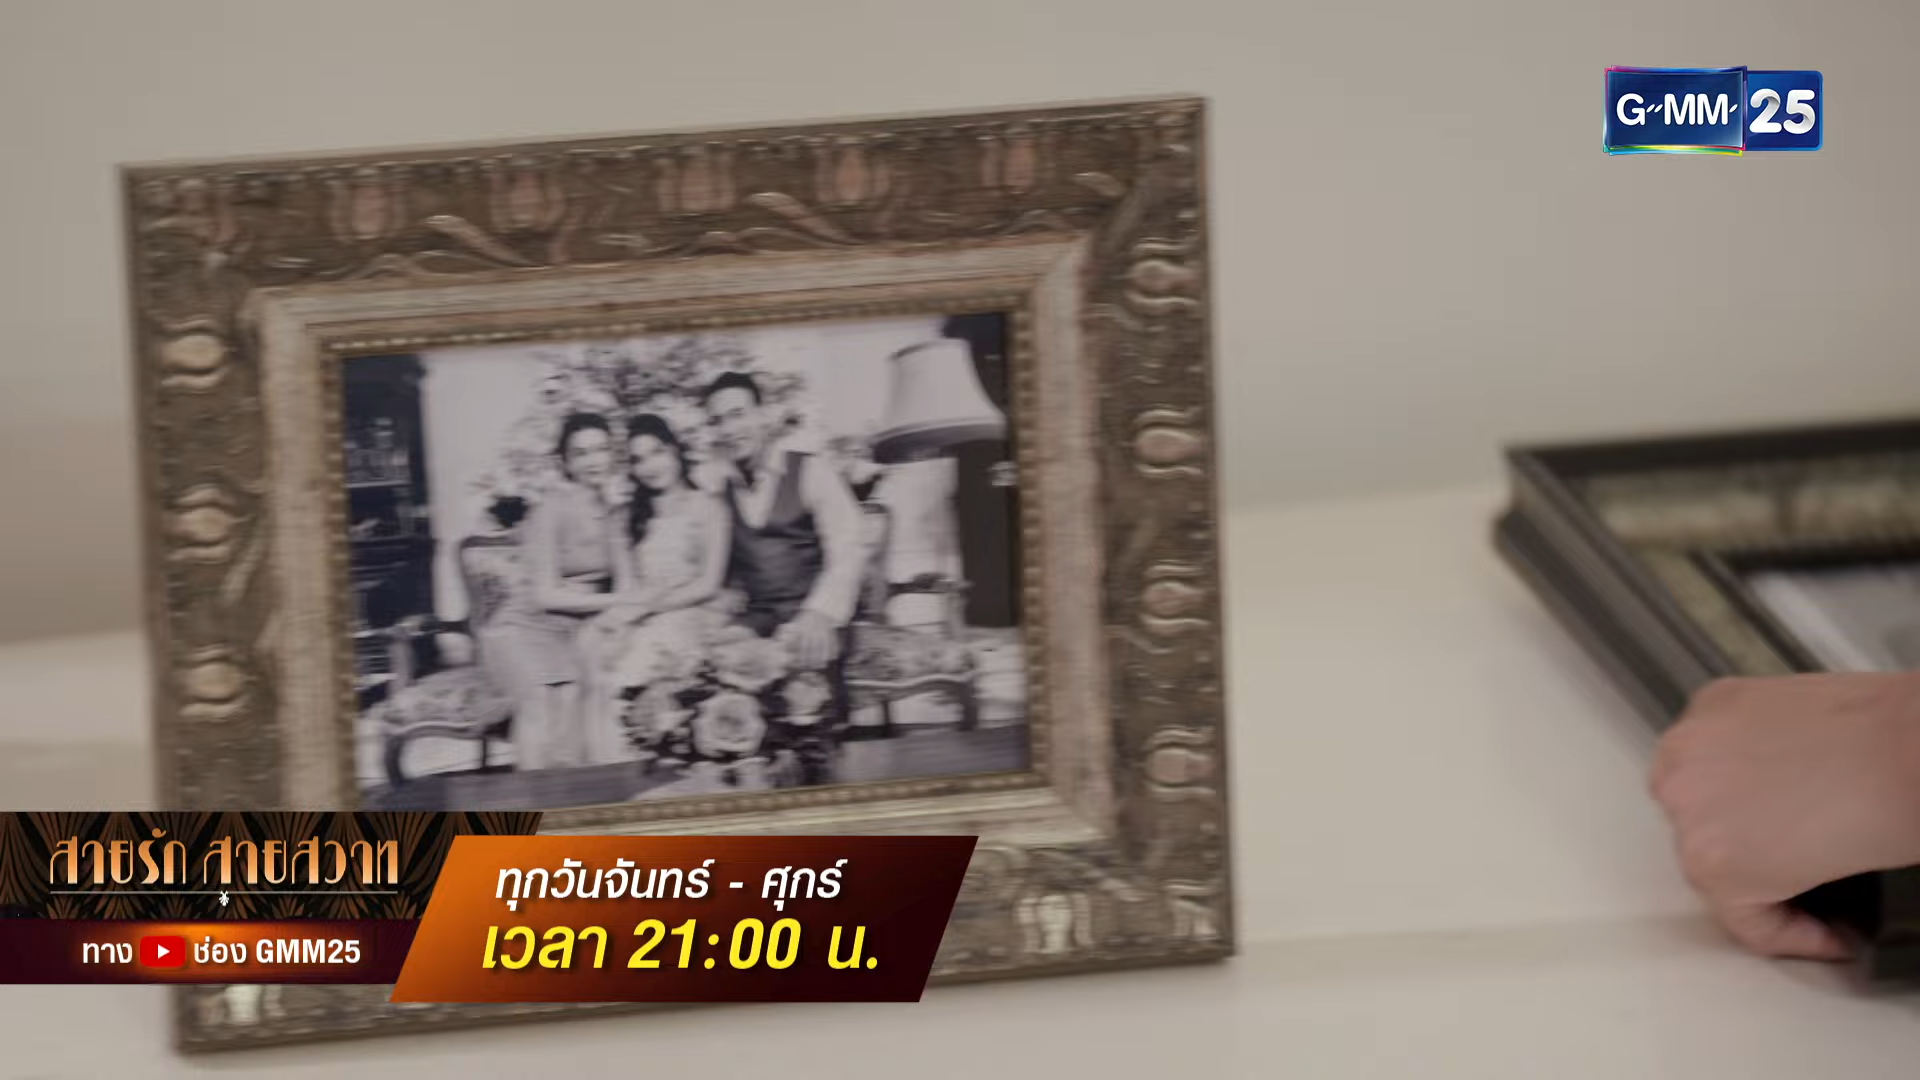 G"MM' 25
สายรัก สายสวาท
ทาง ช่อง GMM25
ทุกวันจันทร์ - ศุกร์
เวลา 21:00 น.